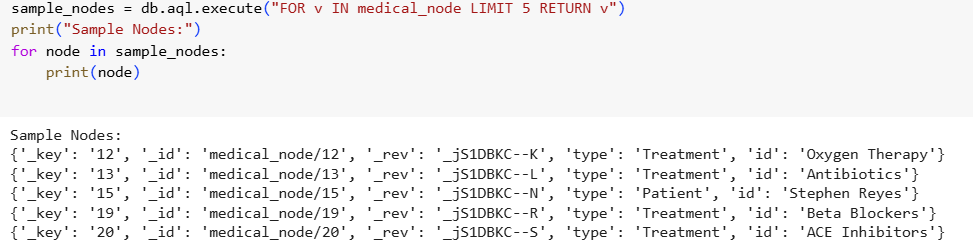 sample_nodes = db.aql.execute("FOR v IN medical_node LIMIT 5 RETURN v")
print("Sample Nodes:")
for node in sample_nodes:
    print(node)
Sample Nodes:
{'_key': '12', '_id': 'medical_node/12', '_rev': '_jS1DBKC--K', 'type': 'Treatment', 'id': 'Oxygen Therapy'}
{'_key': '13', '_id': 'medical_node/13', '_rev': '_jS1DBKC--L', 'type': 'Treatment', 'id': 'Antibiotics'}
{'_key': '15', '_id': 'medical_node/15', '_rev': '_jS1DBKC--N', 'type': 'Patient', 'id': 'Stephen Reyes'}
{'_key': '19', '_id': 'medical_node/19', '_rev': '_jS1DBKC--R', 'type': 'Treatment', 'id': 'Beta Blockers'}
{'_key': '20', '_id': 'medical_node/20', '_rev': '_jS1DBKC--S', 'type': 'Treatment', 'id': 'ACE Inhibitors'}